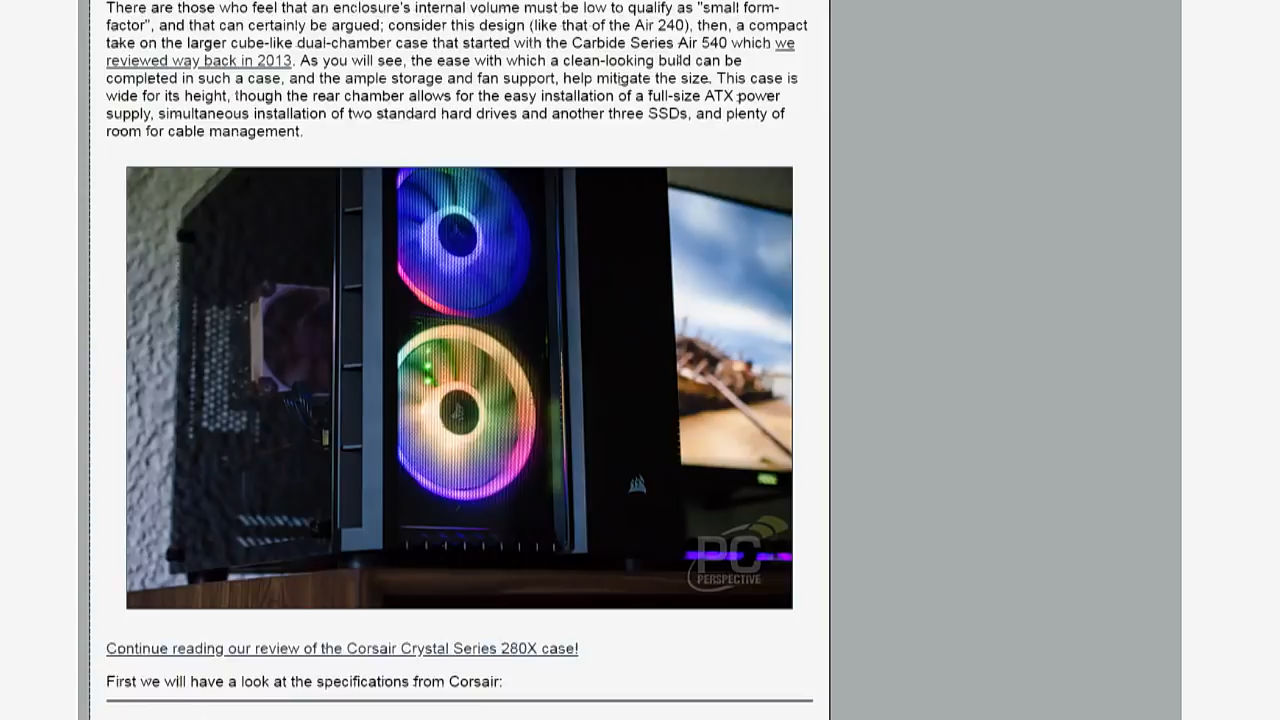 There are those who feel that an enclosure's internal volume must be low to qualify as "small form-
factor", and that can certainly be argued; consider this design (like that of the Air 240), then, a compact
take on the larger cube-like dual-chamber case that started with the Carbide Series Air 540 which we
reviewed way back in 2013. As you will see, the ease with which a clean-looking build can be
completed in such a case, and the ample storage and fan support, help mitigate the size. This case is
wide for its height, though the rear chamber allows for the easy installation of a full-size ATX power
supply, simultaneous installation of two standard hard drives and another three SSDs, and plenty of
room for cable management.
PC
PERSPECTIVE
Continue reading our review of the Corsair Crystal Series 280X case!
First we will have a look at the specifications from Corsair: